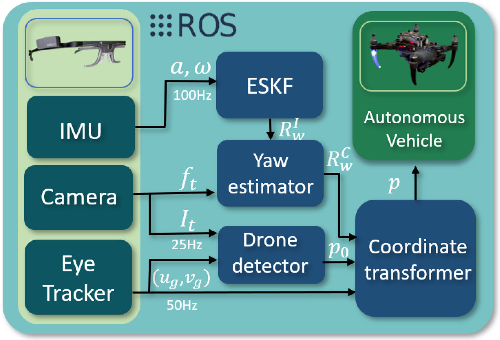 ROS
IMU
a, ω
100Hz
ESKF
R_w^I
Autonomous
Vehicle
Camera
f_t
Yaw
estimator
R_w^C
p
I_t
25Hz
Drone
detector
p_0
Coordinate
transformer
Eye
Tracker
(u_g, v_g)
50Hz